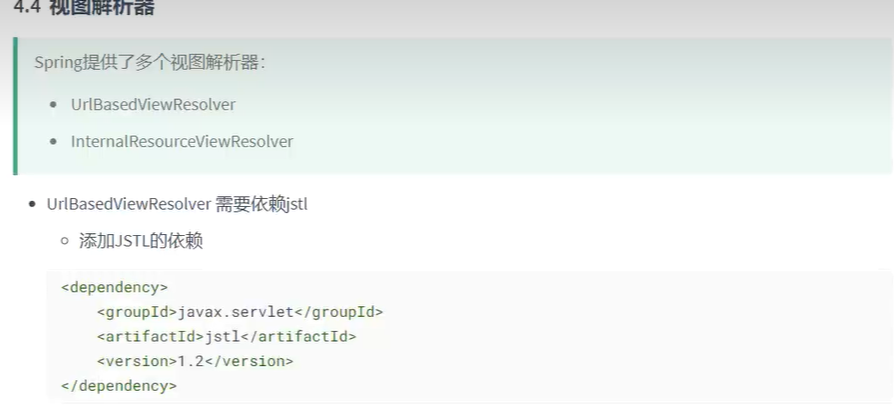 4.4 视图解析器
Spring提供了多个视图解析器：
UrlBasedViewResolver
InternalResourceViewResolver
UrlBasedViewResolver 需要依赖jstl
添加JSTL的依赖
<dependency>
    <groupId>javax.servlet</groupId>
    <artifactId>jstl</artifactId>
    <version>1.2</version>
</dependency>